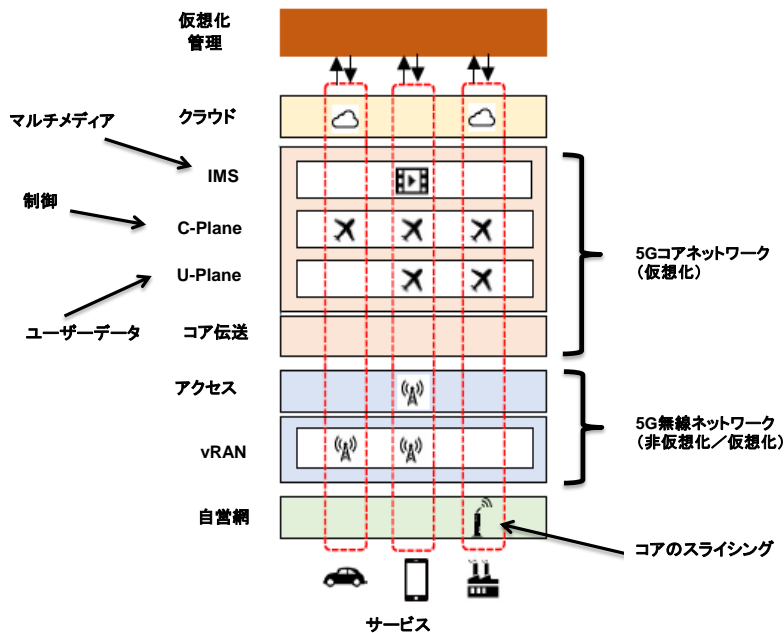 仮想化
管理
クラウド
マルチメディア
IMS
制御
C-Plane
U-Plane
5Gコアネットワーク
(仮想化)
ユーザーデータ
コア伝送
アクセス
5G無線ネットワーク
(非仮想化／仮想化)
vRAN
自営網
コアのスライシング
サービス